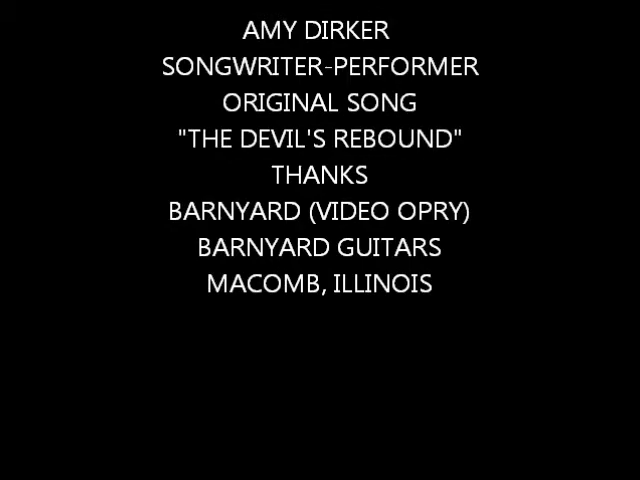 AMY DIRKER
SONGWRITER-PERFORMER
ORIGINAL SONG
"THE DEVIL'S REBOUND"
THANKS
BARNYARD (VIDEO OPRY)
BARNYARD GUITARS
MACOMB, ILLINOIS